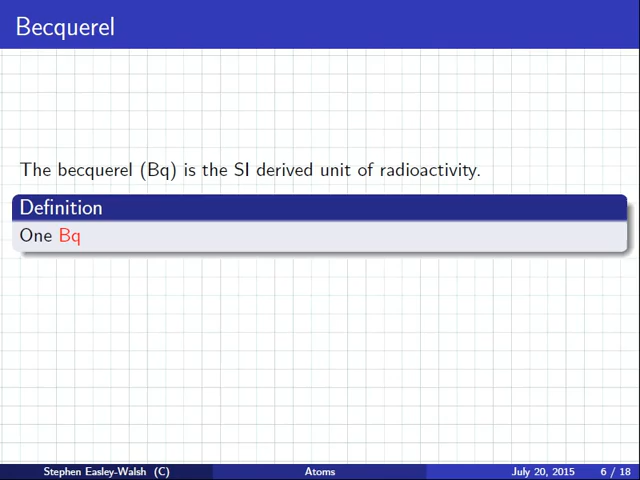 Becquerel
The becquerel (Bq) is the SI derived unit of radioactivity.
Definition
One Bq
Stephen Easley-Walsh (C) Atoms July 20, 2015 6 / 18